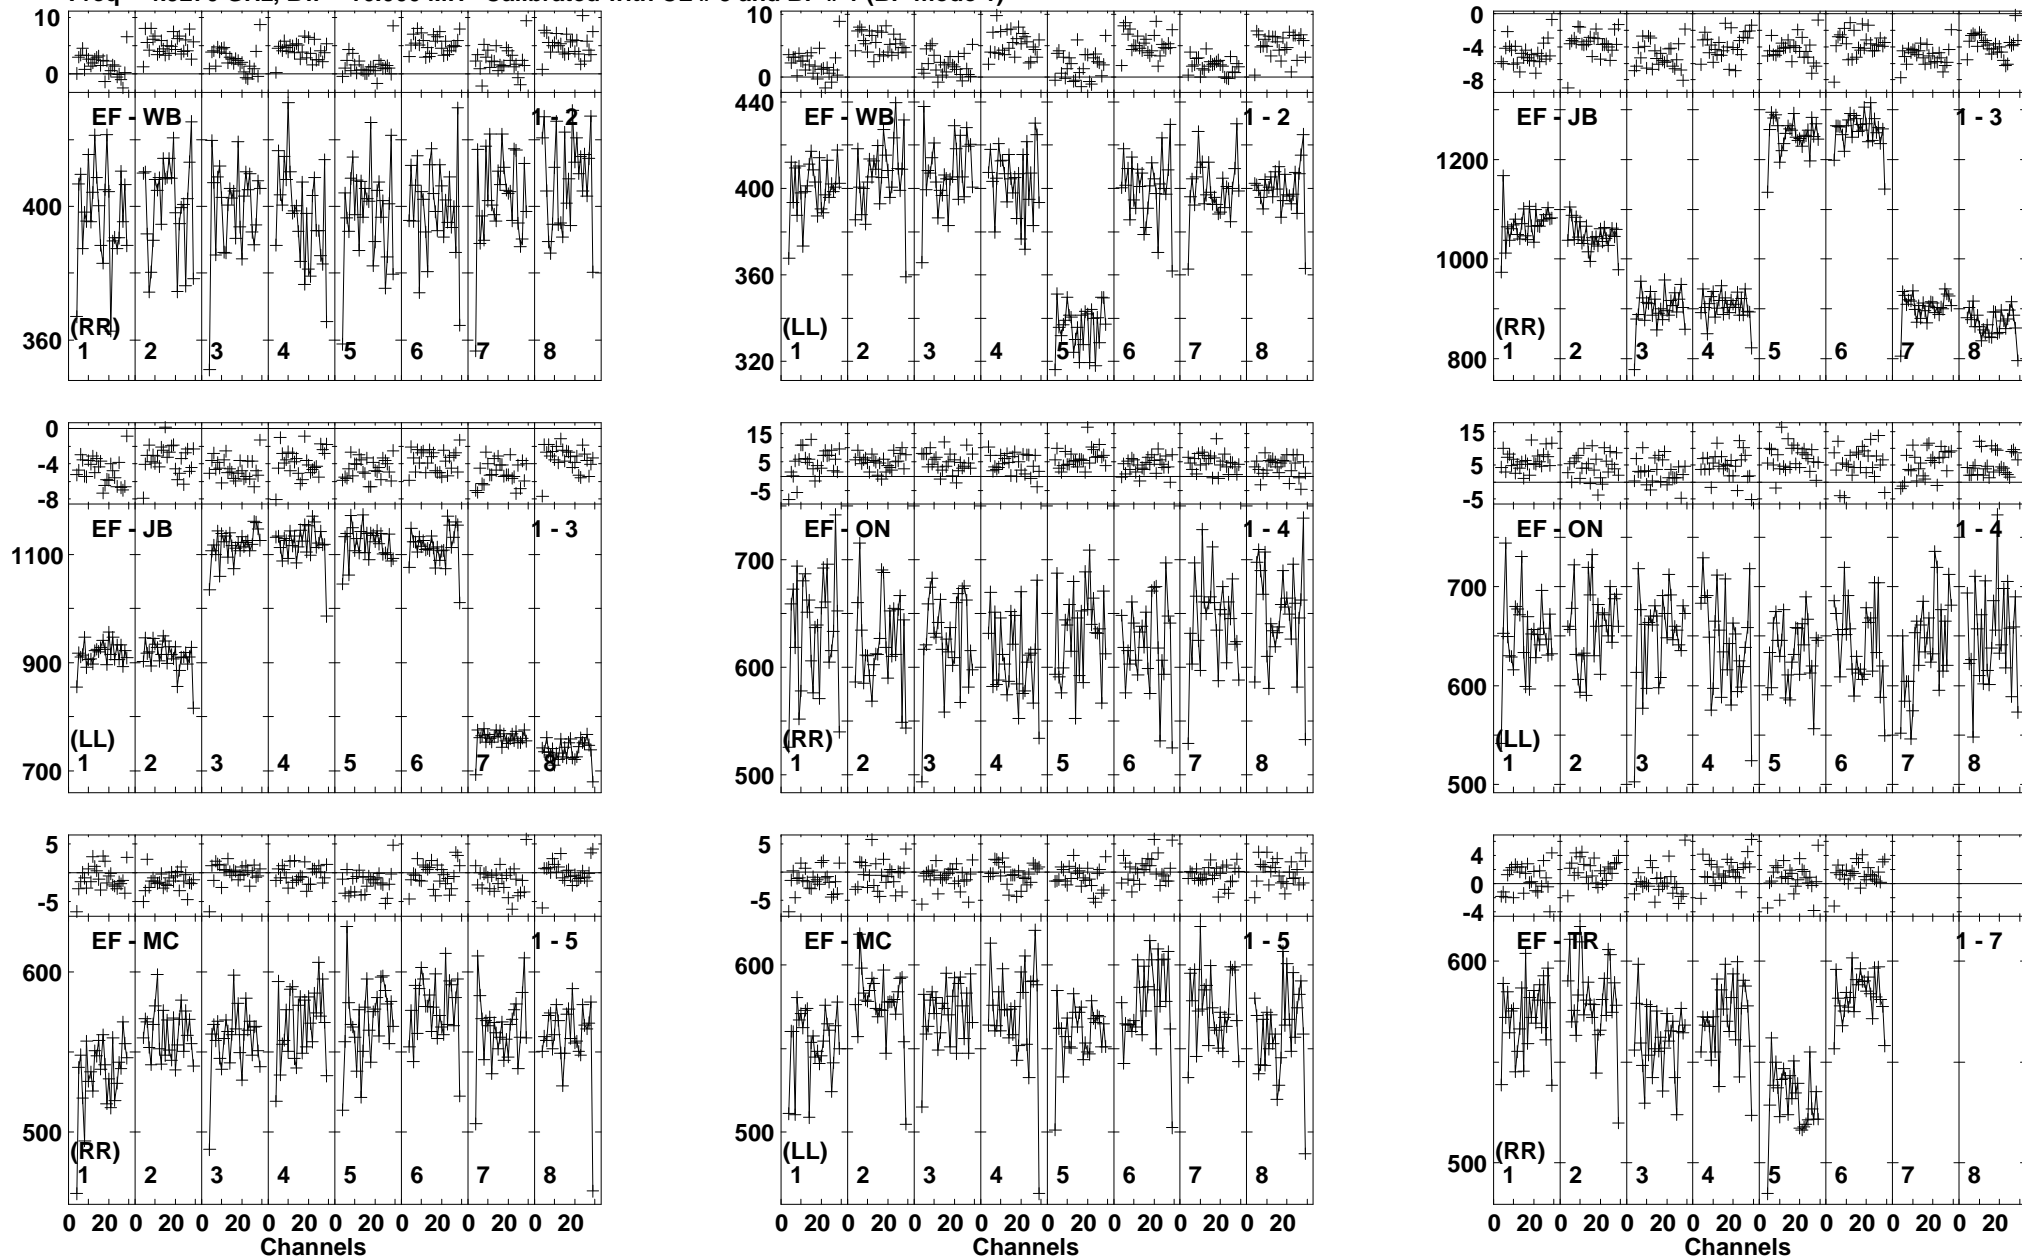 10 0 EF - WB 1 - 2 400 360 (RR) 1 2 3 4 5 6 7 8
10 0 440 EF - WB 1 - 2 400 360 320 (LL) 1 2 3 4 5 6 7 8
0 -4 -8 EF - JB 1 - 3 1200 1000 800 (RR) 1 2 3 4 5 6 7 8
0 -4 -8 EF - JB 1 - 3 1100 900 700 (LL) 1 2 3 4 5 6 7 8
15 5 -5 EF - ON 1 - 4 700 600 500 (RR) 1 2 3 4 5 6 7 8
15 5 -5 EF - ON 1 - 4 700 600 500 (LL) 1 2 3 4 5 6 7 8
5 -5 EF - MC 1 - 5 600 500 (RR) 1 2 3 4 5 6 7 8
5 -5 EF - MC 1 - 5 600 500 (LL) 1 2 3 4 5 6 7 8
4 0 -4 EF - TR 1 - 7 600 500 (RR) 1 2 3 4 5 6 7 8
0 20 0 20 0 20 0 20 0 20 0 20 0 20 0 20
Channels
0 20 0 20 0 20 0 20 0 20 0 20 0 20 0 20
Channels
0 20 0 20 0 20 0 20 0 20 0 20 0 20 0 20
Channels